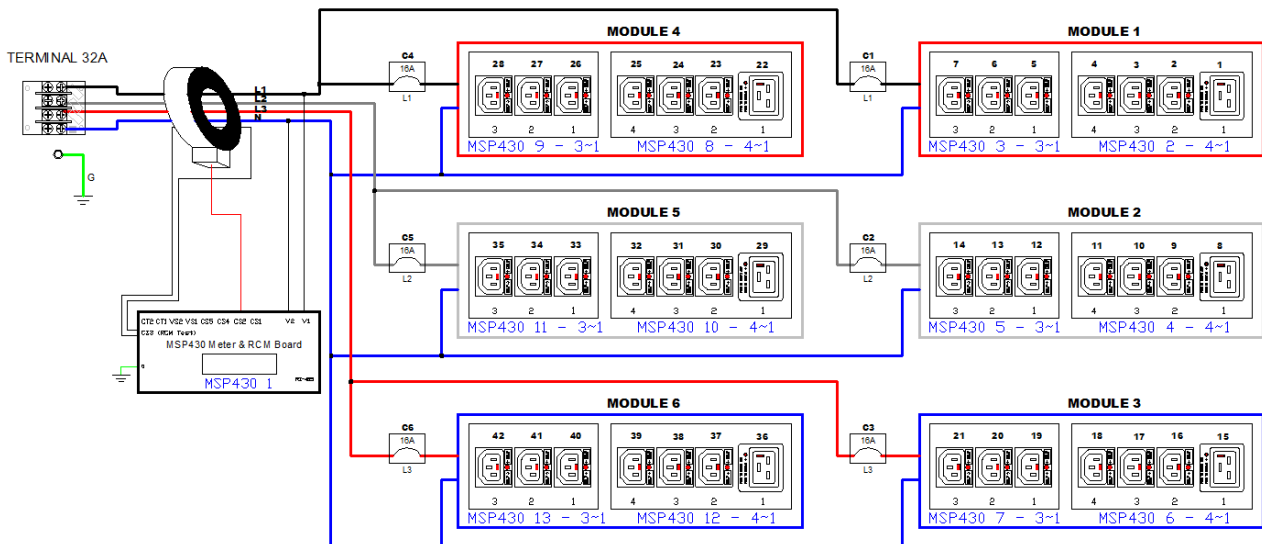 MODULE 4
MODULE 1
TERMINAL 32A
C4
16A
L1
28 27 26 25 24 23 22
3 2 1 4 3 2 1
MSP430 9 - 3~1 MSP430 8 - 4~1
C1
16A
L1
7 6 5 4 3 2 1
3 2 1 4 3 2 1
MSP430 3 - 3~1 MSP430 2 - 4~1
L1
L2
L3
N
G
MODULE 5
MODULE 2
C5
16A
L2
35 34 33 32 31 30 29
3 2 1 4 3 2 1
MSP430 11 - 3~1 MSP430 10 - 4~1
C2
16A
L2
14 13 12 11 10 9 8
3 2 1 4 3 2 1
MSP430 5 - 3~1 MSP430 4 - 4~1
CT2 CT1 VS2 VS1 CS5 CS4 CS2 CS1 V2 V1
CS3 (RCM Test)
MSP430 Meter & RCM Board
MSP430 1
MODULE 6
MODULE 3
C6
16A
L3
42 41 40 39 38 37 36
3 2 1 4 3 2 1
MSP430 13 - 3~1 MSP430 12 - 4~1
C3
16A
L3
21 20 19 18 17 16 15
3 2 1 4 3 2 1
MSP430 7 - 3~1 MSP430 6 - 4~1